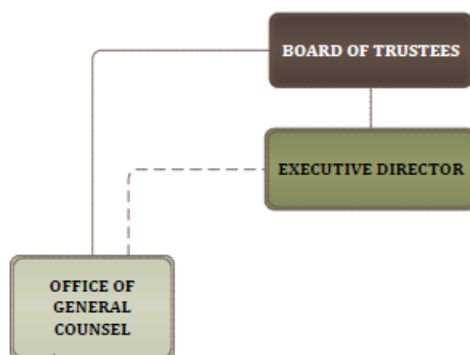 BOARD OF TRUSTEES
EXECUTIVE DIRECTOR
OFFICE OF
GENERAL
COUNSEL